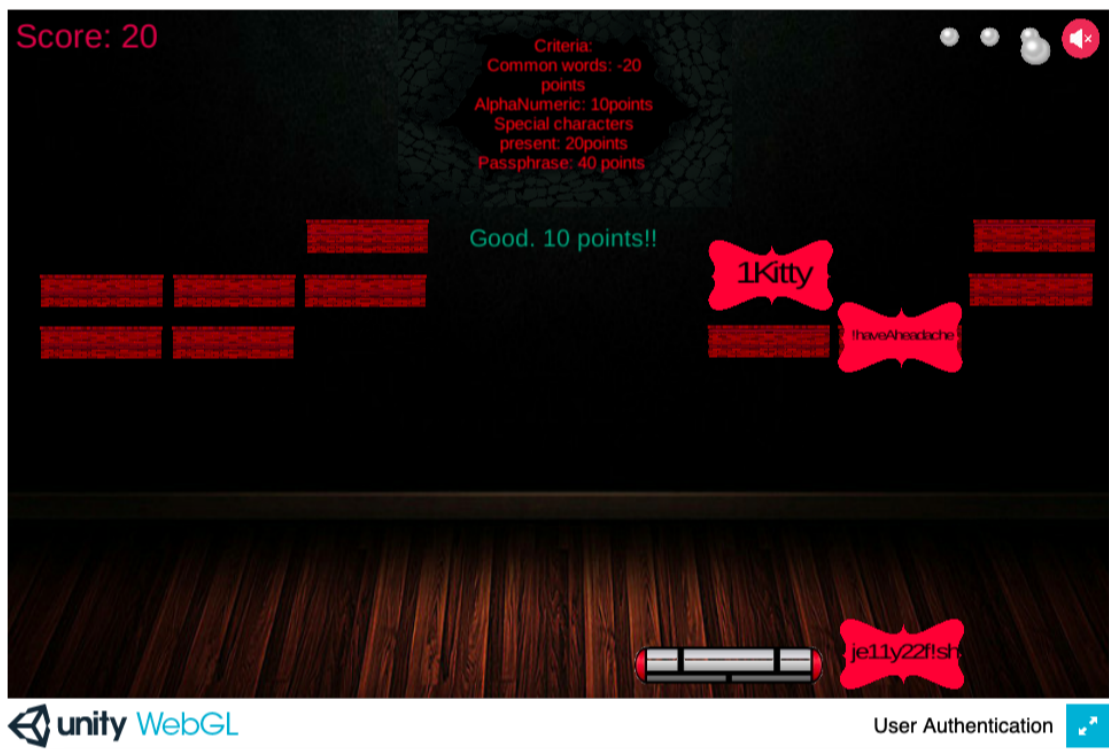 Score: 20
Criteria:
Common words: -20
points
AlphaNumeric: 10points
Special characters
present: 20points
Passphrase: 40 points
Good. 10 points!!
1Kitty
!haveAheadache
je11y22f!sh
unity WebGL
User Authentication